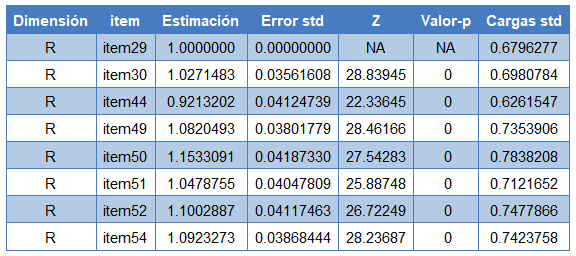 Dimensión item Estimación Error std Z Valor-p Cargas std
R item29 1.0000000 0.00000000 NA NA 0.6796277
R item30 1.0271483 0.03561608 28.83945 0 0.6980784
R item44 0.9213202 0.04124739 22.33645 0 0.6261547
R item49 1.0820493 0.03801779 28.46166 0 0.7353906
R item50 1.1533091 0.04187330 27.54283 0 0.7838208
R item51 1.0478755 0.04047809 25.88748 0 0.7121652
R item52 1.1002887 0.04117463 26.72249 0 0.7477866
R item54 1.0923273 0.03868444 28.23687 0 0.7423758